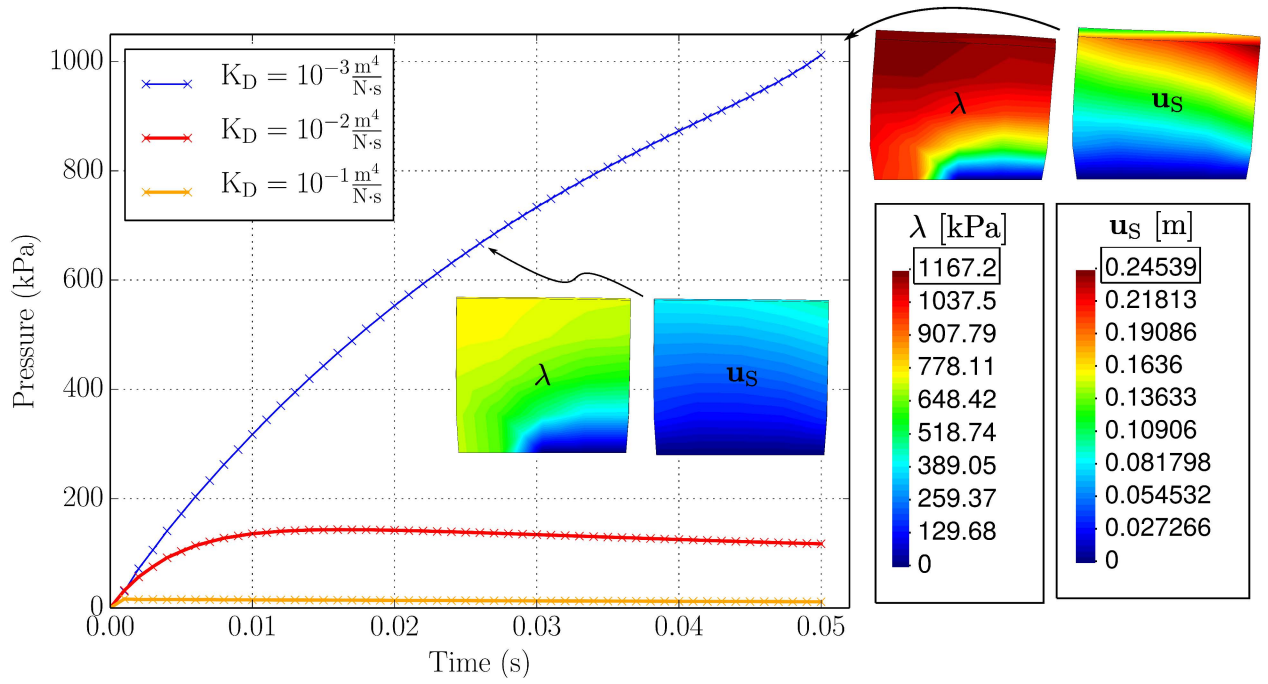 K_D = 10^{-3} \frac{m^4}{N·s}
K_D = 10^{-2} \frac{m^4}{N·s}
K_D = 10^{-1} \frac{m^4}{N·s}
Pressure (kPa)
1000
800
600
400
200
0
0.00 0.01 0.02 0.03 0.04 0.05
Time (s)
λ u_S
λ u_S
λ [kPa]
1167.2
1037.5
907.79
778.11
648.42
518.74
389.05
259.37
129.68
0
u_S [m]
0.24539
0.21813
0.19086
0.1636
0.13633
0.10906
0.081798
0.054532
0.027266
0